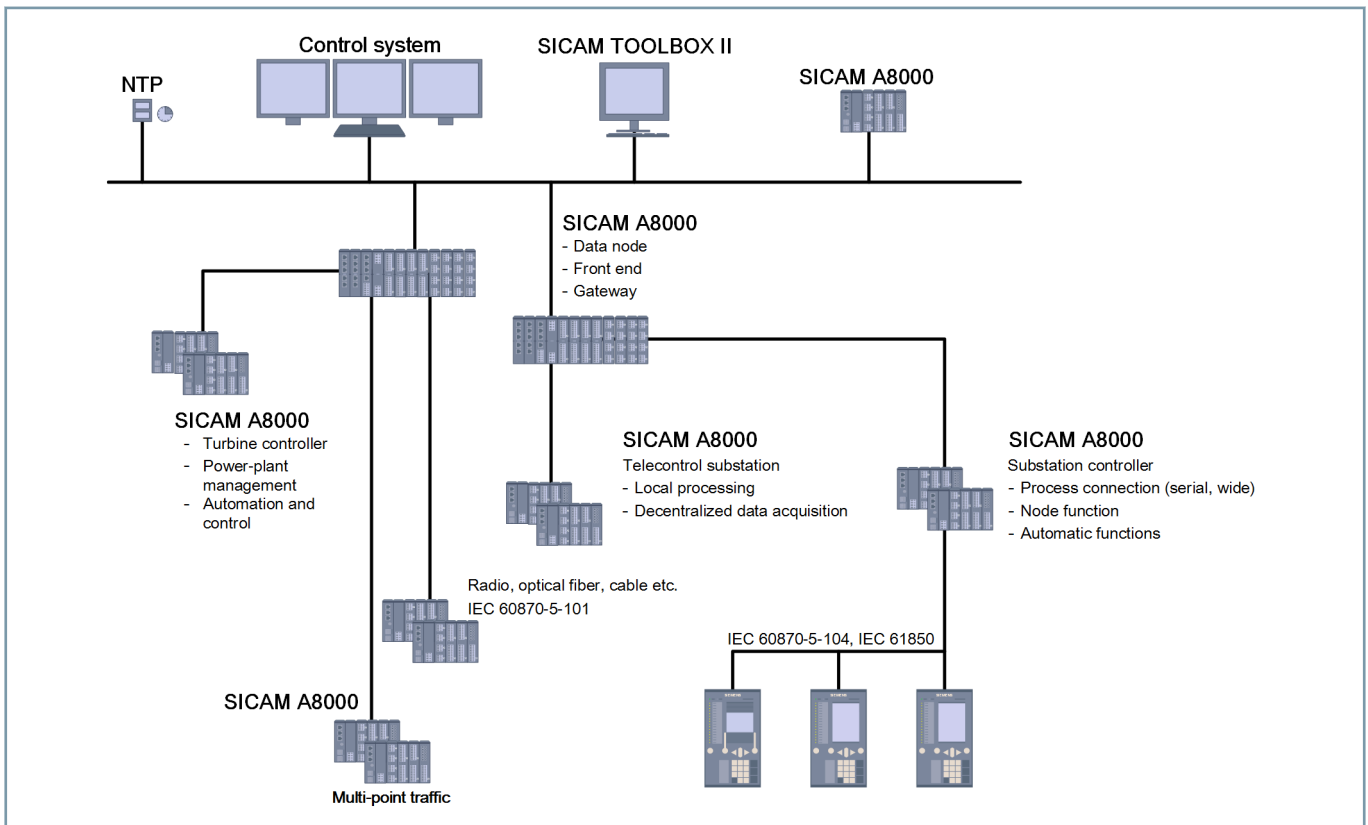 Control system
SICAM TOOLBOX II
NTP
SICAM A8000
SICAM A8000
- Data node
- Front end
- Gateway
SICAM A8000
- Turbine controller
- Power-plant
management
- Automation and
control
SICAM A8000
Telecontrol substation
- Local processing
- Decentralized data acquisition
SICAM A8000
Substation controller
- Process connection (serial, wide)
- Node function
- Automatic functions
Radio, optical fiber, cable etc.
IEC 60870-5-101
IEC 60870-5-104, IEC 61850
SICAM A8000
Multi-point traffic
SIEMENS
SIEMENS
SIEMENS